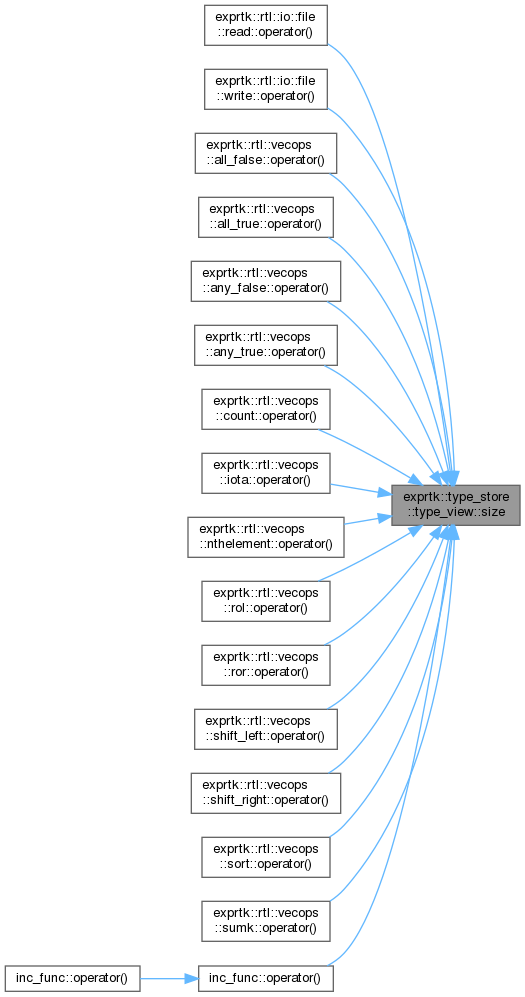 exprtk::rtl::io::file
::read::operator()
exprtk::rtl::io::file
::write::operator()
exprtk::rtl::vecops
::all_false::operator()
exprtk::rtl::vecops
::all_true::operator()
exprtk::rtl::vecops
::any_false::operator()
exprtk::rtl::vecops
::any_true::operator()
exprtk::rtl::vecops
::count::operator()
exprtk::rtl::vecops
::iota::operator()
exprtk::type_store
::type_view::size
exprtk::rtl::vecops
::nthelement::operator()
exprtk::rtl::vecops
::rol::operator()
exprtk::rtl::vecops
::ror::operator()
exprtk::rtl::vecops
::shift_left::operator()
exprtk::rtl::vecops
::shift_right::operator()
exprtk::rtl::vecops
::sort::operator()
exprtk::rtl::vecops
::sumk::operator()
inc_func::operator()
inc_func::operator()